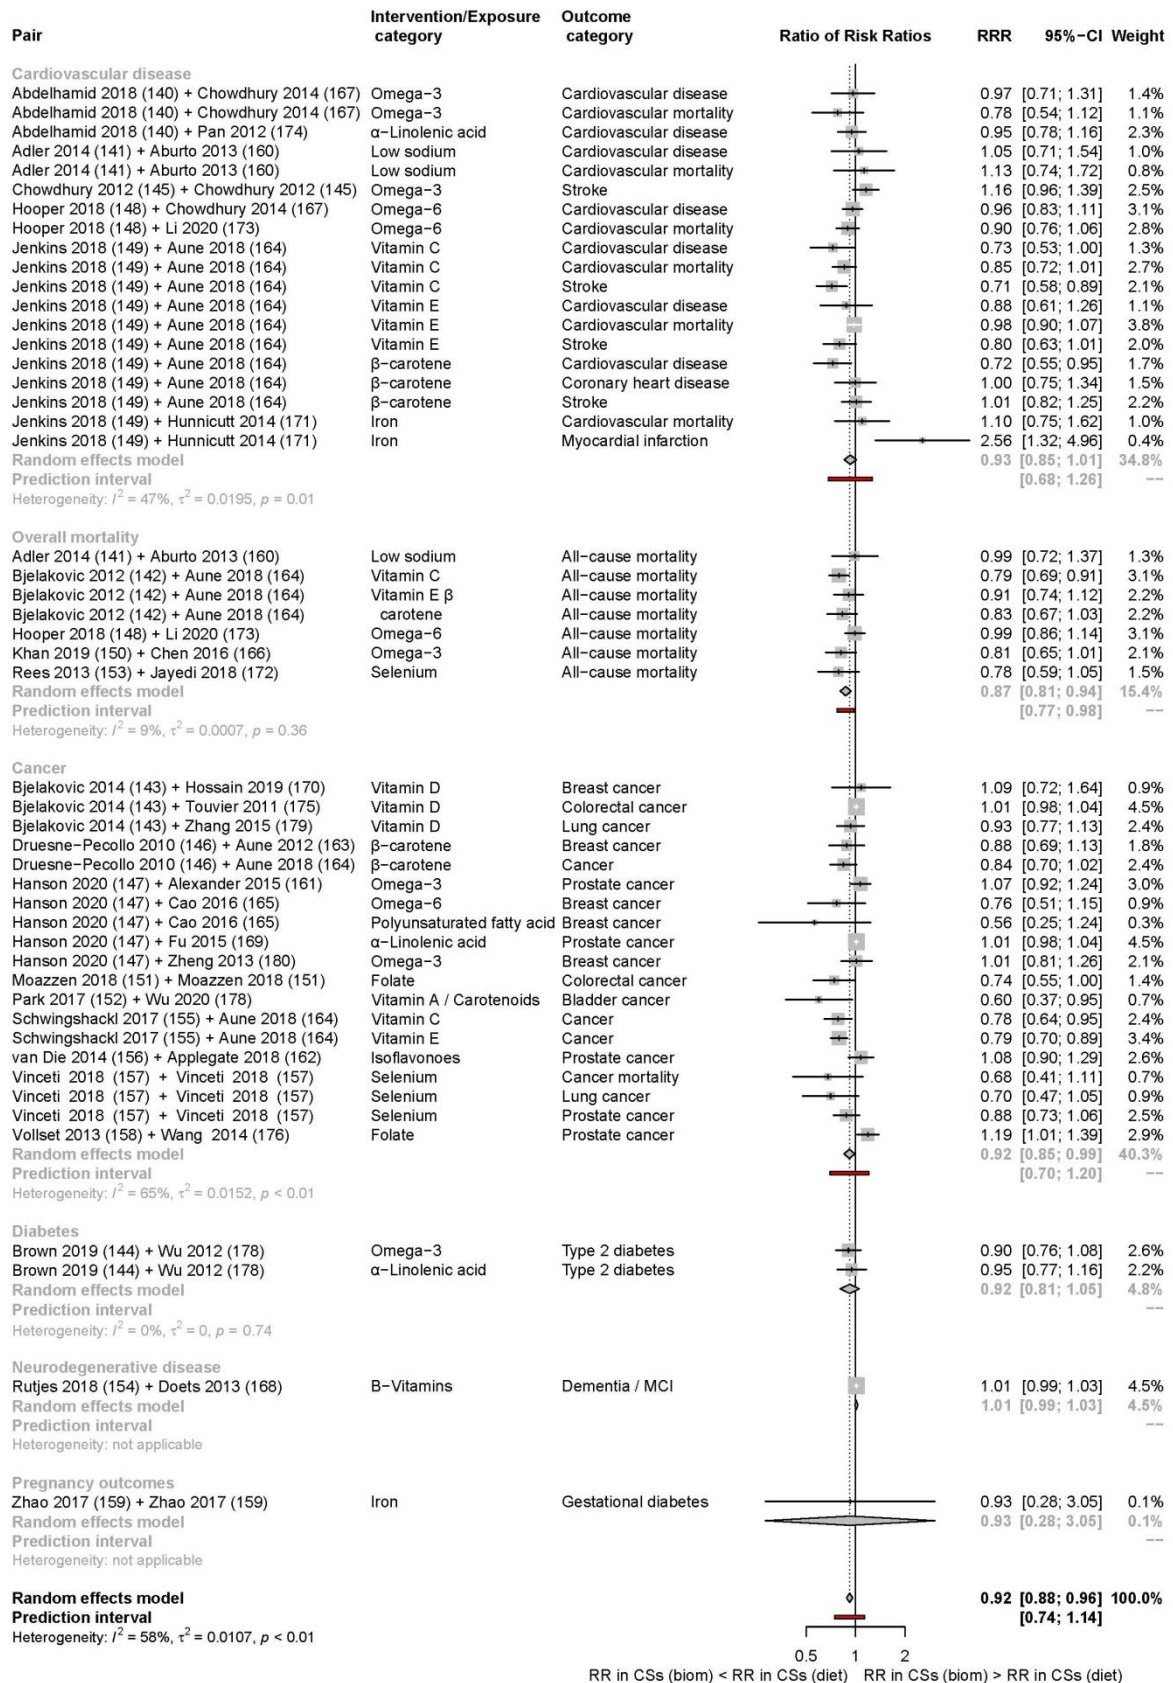 Pair Intervention/Exposure category Outcome category Ratio of Risk Ratios RRR 95%−CI Weight
Cardiovascular disease
Abdelhamid 2018 (140) + Chowdhury 2014 (167) Omega−3 Cardiovascular disease 0.97 [0.71; 1.31] 1.4%
Abdelhamid 2018 (140) + Chowdhury 2014 (167) Omega−3 Cardiovascular mortality 0.78 [0.54; 1.12] 1.1%
Abdelhamid 2018 (140) + Pan 2012 (174) α−Linolenic acid Cardiovascular disease 0.95 [0.78; 1.16] 2.3%
Adler 2014 (141) + Aburto 2013 (160) Low sodium Cardiovascular disease 1.05 [0.71; 1.54] 1.0%
Adler 2014 (141) + Aburto 2013 (160) Low sodium Cardiovascular mortality 1.13 [0.74; 1.72] 0.8%
Chowdhury 2012 (145) + Chowdhury 2012 (145) Omega−3 Stroke 1.16 [0.96; 1.39] 2.5%
Hooper 2018 (148) + Chowdhury 2014 (167) Omega−6 Cardiovascular disease 0.96 [0.83; 1.11] 3.1%
Hooper 2018 (148) + Li 2020 (173) Omega−6 Cardiovascular mortality 0.90 [0.76; 1.06] 2.8%
Jenkins 2018 (149) + Aune 2018 (164) Vitamin C Cardiovascular disease 0.73 [0.53; 1.00] 1.3%
Jenkins 2018 (149) + Aune 2018 (164) Vitamin C Cardiovascular mortality 0.85 [0.72; 1.01] 2.7%
Jenkins 2018 (149) + Aune 2018 (164) Vitamin C Stroke 0.71 [0.58; 0.89] 2.1%
Jenkins 2018 (149) + Aune 2018 (164) Vitamin E Cardiovascular disease 0.88 [0.61; 1.26] 1.1%
Jenkins 2018 (149) + Aune 2018 (164) Vitamin E Cardiovascular mortality 0.98 [0.90; 1.07] 3.8%
Jenkins 2018 (149) + Aune 2018 (164) Vitamin E Stroke 0.80 [0.63; 1.01] 2.0%
Jenkins 2018 (149) + Aune 2018 (164) β−carotene Cardiovascular disease 0.72 [0.55; 0.95] 1.7%
Jenkins 2018 (149) + Aune 2018 (164) β−carotene Coronary heart disease 1.00 [0.75; 1.34] 1.5%
Jenkins 2018 (149) + Aune 2018 (164) β−carotene Stroke 1.01 [0.82; 1.25] 2.2%
Jenkins 2018 (149) + Hunnicutt 2014 (171) Iron Cardiovascular mortality 1.10 [0.75; 1.62] 1.0%
Jenkins 2018 (149) + Hunnicutt 2014 (171) Iron Myocardial infarction 2.56 [1.32; 4.96] 0.4%
Random effects model 0.93 [0.85; 1.01] 34.8%
Prediction interval [0.68; 1.26] −−
Heterogeneity: I² = 47%, τ² = 0.0195, p = 0.01
Overall mortality
Adler 2014 (141) + Aburto 2013 (160) Low sodium All−cause mortality 0.99 [0.72; 1.37] 1.3%
Bjelakovic 2012 (142) + Aune 2018 (164) Vitamin C All−cause mortality 0.79 [0.69; 0.91] 3.1%
Bjelakovic 2012 (142) + Aune 2018 (164) Vitamin E β All−cause mortality 0.91 [0.74; 1.12] 2.2%
Bjelakovic 2012 (142) + Aune 2018 (164) carotene All−cause mortality 0.83 [0.67; 1.03] 2.2%
Hooper 2018 (148) + Li 2020 (173) Omega−6 All−cause mortality 0.99 [0.86; 1.14] 3.1%
Khan 2019 (150) + Chen 2016 (166) Omega−3 All−cause mortality 0.81 [0.65; 1.01] 2.1%
Rees 2013 (153) + Jayedi 2018 (172) Selenium All−cause mortality 0.78 [0.59; 1.05] 1.5%
Random effects model 0.87 [0.81; 0.94] 15.4%
Prediction interval [0.77; 0.98] −−
Heterogeneity: I² = 9%, τ² = 0.0007, p = 0.36
Cancer
Bjelakovic 2014 (143) + Hossain 2019 (170) Vitamin D Breast cancer 1.09 [0.72; 1.64] 0.9%
Bjelakovic 2014 (143) + Touvier 2011 (175) Vitamin D Colorectal cancer 1.01 [0.98; 1.04] 4.5%
Bjelakovic 2014 (143) + Zhang 2015 (179) Vitamin D Lung cancer 0.93 [0.77; 1.13] 2.4%
Druesne−Pecollo 2010 (146) + Aune 2012 (163) β−carotene Breast cancer 0.88 [0.69; 1.13] 1.8%
Druesne−Pecollo 2010 (146) + Aune 2018 (164) β−carotene Cancer 0.84 [0.70; 1.02] 2.4%
Hanson 2020 (147) + Alexander 2015 (161) Omega−3 Prostate cancer 1.07 [0.92; 1.24] 3.0%
Hanson 2020 (147) + Cao 2016 (165) Omega−6 Breast cancer 0.76 [0.51; 1.15] 0.9%
Hanson 2020 (147) + Cao 2016 (165) Polyunsaturated fatty acid Breast cancer 0.56 [0.25; 1.24] 0.3%
Hanson 2020 (147) + Fu 2015 (169) α−Linolenic acid Prostate cancer 1.01 [0.98; 1.04] 4.5%
Hanson 2020 (147) + Zheng 2013 (180) Omega−3 Breast cancer 1.01 [0.81; 1.26] 2.1%
Moazzen 2018 (151) + Moazzen 2018 (151) Folate Colorectal cancer 0.74 [0.55; 1.00] 1.4%
Park 2017 (152) + Wu 2020 (178) Vitamin A / Carotenoids Bladder cancer 0.60 [0.37; 0.95] 0.7%
Schwingshackl 2017 (155) + Aune 2018 (164) Vitamin C Cancer 0.78 [0.64; 0.95] 2.4%
Schwingshackl 2017 (155) + Aune 2018 (164) Vitamin E Cancer 0.79 [0.70; 0.89] 3.4%
van Die 2014 (156) + Applegate 2018 (162) Isoflavonoes Prostate cancer 1.08 [0.90; 1.29] 2.6%
Vinceti 2018 (157) + Vinceti 2018 (157) Selenium Cancer mortality 0.68 [0.41; 1.11] 0.7%
Vinceti 2018 (157) + Vinceti 2018 (157) Selenium Lung cancer 0.70 [0.47; 1.05] 0.9%
Vinceti 2018 (157) + Vinceti 2018 (157) Selenium Prostate cancer 0.88 [0.73; 1.06] 2.5%
Vollset 2013 (158) + Wang 2014 (176) Folate Prostate cancer 1.19 [1.01; 1.39] 2.9%
Random effects model 0.92 [0.85; 0.99] 40.3%
Prediction interval [0.70; 1.20] −−
Heterogeneity: I² = 65%, τ² = 0.0152, p < 0.01
Diabetes
Brown 2019 (144) + Wu 2012 (178) Omega−3 Type 2 diabetes 0.90 [0.76; 1.08] 2.6%
Brown 2019 (144) + Wu 2012 (178) α−Linolenic acid Type 2 diabetes 0.95 [0.77; 1.16] 2.2%
Random effects model 0.92 [0.81; 1.05] 4.8%
Prediction interval −−
Heterogeneity: I² = 0%, τ² = 0, p = 0.74
Neurodegenerative disease
Rutjes 2018 (154) + Doets 2013 (168) B−Vitamins Dementia / MCI 1.01 [0.99; 1.03] 4.5%
Random effects model 1.01 [0.99; 1.03] 4.5%
Prediction interval −−
Heterogeneity: not applicable
Pregnancy outcomes
Zhao 2017 (159) + Zhao 2017 (159) Iron Gestational diabetes 0.93 [0.28; 3.05] 0.1%
Random effects model 0.93 [0.28; 3.05] 0.1%
Prediction interval −−
Heterogeneity: not applicable
Random effects model 0.92 [0.88; 0.96] 100.0%
Prediction interval [0.74; 1.14]
Heterogeneity: I² = 58%, τ² = 0.0107, p < 0.01
0.5 1 2
RR in CSs (biom) < RR in CSs (diet) RR in CSs (biom) > RR in CSs (diet)